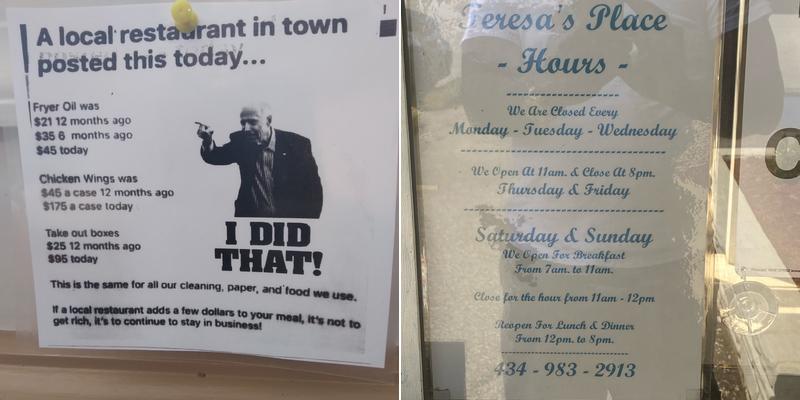 A local restaurant in town
posted this today...
Fryer Oil was
$21 12 months ago
$35 6 months ago
$45 today
Chicken Wings was
$45 a case 12 months ago
$175 a case today
Take out boxes
$25 12 months ago
$95 today
I DID
THAT!
This is the same for all our cleaning, paper, and food we use.
If a local restaurant adds a few dollars to your meal, it's not to
get rich, it's to continue to stay in business!
Teresa's Place
- Hours -
We Are Closed Every
Monday - Tuesday - Wednesday
We Open At 11am. & Close At 8pm.
Thursday & Friday
Saturday & Sunday
We Open For Breakfast
From 7am. to 11am.
Close for the hour from 11am - 12pm
Reopen For Lunch & Dinner
From 12pm. to 8pm.
434 - 983 - 2913